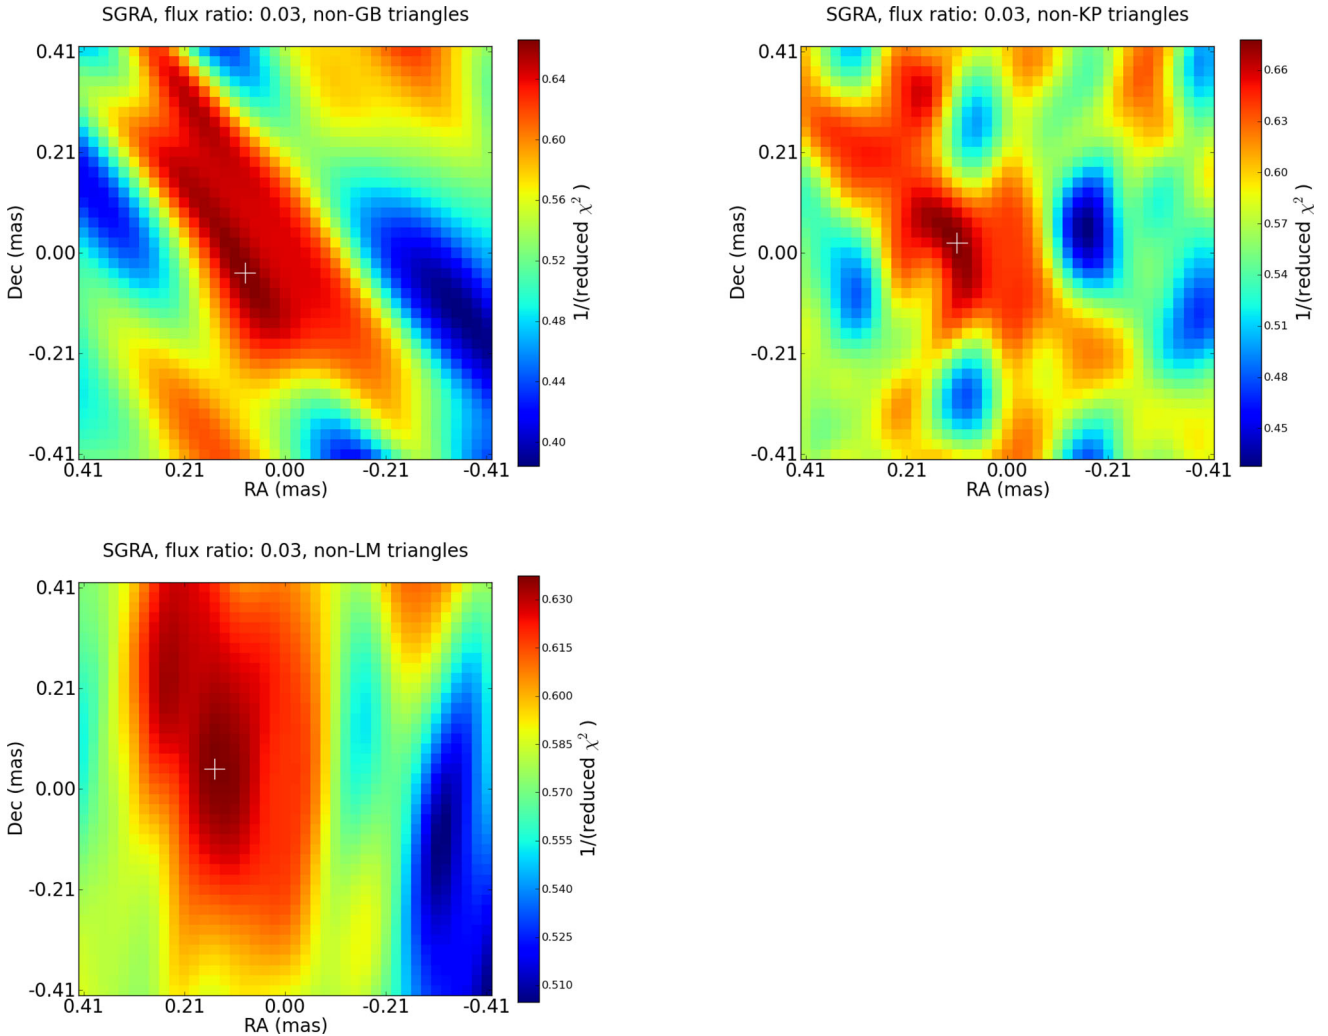 SGRA, flux ratio: 0.03, non-GB triangles
0.41
0.21
0.00
-0.21
-0.41
Dec (mas)
0.41 0.21 0.00 -0.21 -0.41
RA (mas)
0.64
0.60
0.56
0.52
0.48
0.44
0.40
1/(reduced χ²)
SGRA, flux ratio: 0.03, non-KP triangles
0.41
0.21
0.00
-0.21
-0.41
Dec (mas)
0.41 0.21 0.00 -0.21 -0.41
RA (mas)
0.66
0.63
0.60
0.57
0.54
0.51
0.48
0.45
1/(reduced χ²)
SGRA, flux ratio: 0.03, non-LM triangles
0.41
0.21
0.00
-0.21
-0.41
Dec (mas)
0.41 0.21 0.00 -0.21 -0.41
RA (mas)
0.630
0.615
0.600
0.585
0.570
0.555
0.540
0.525
0.510
1/(reduced χ²)